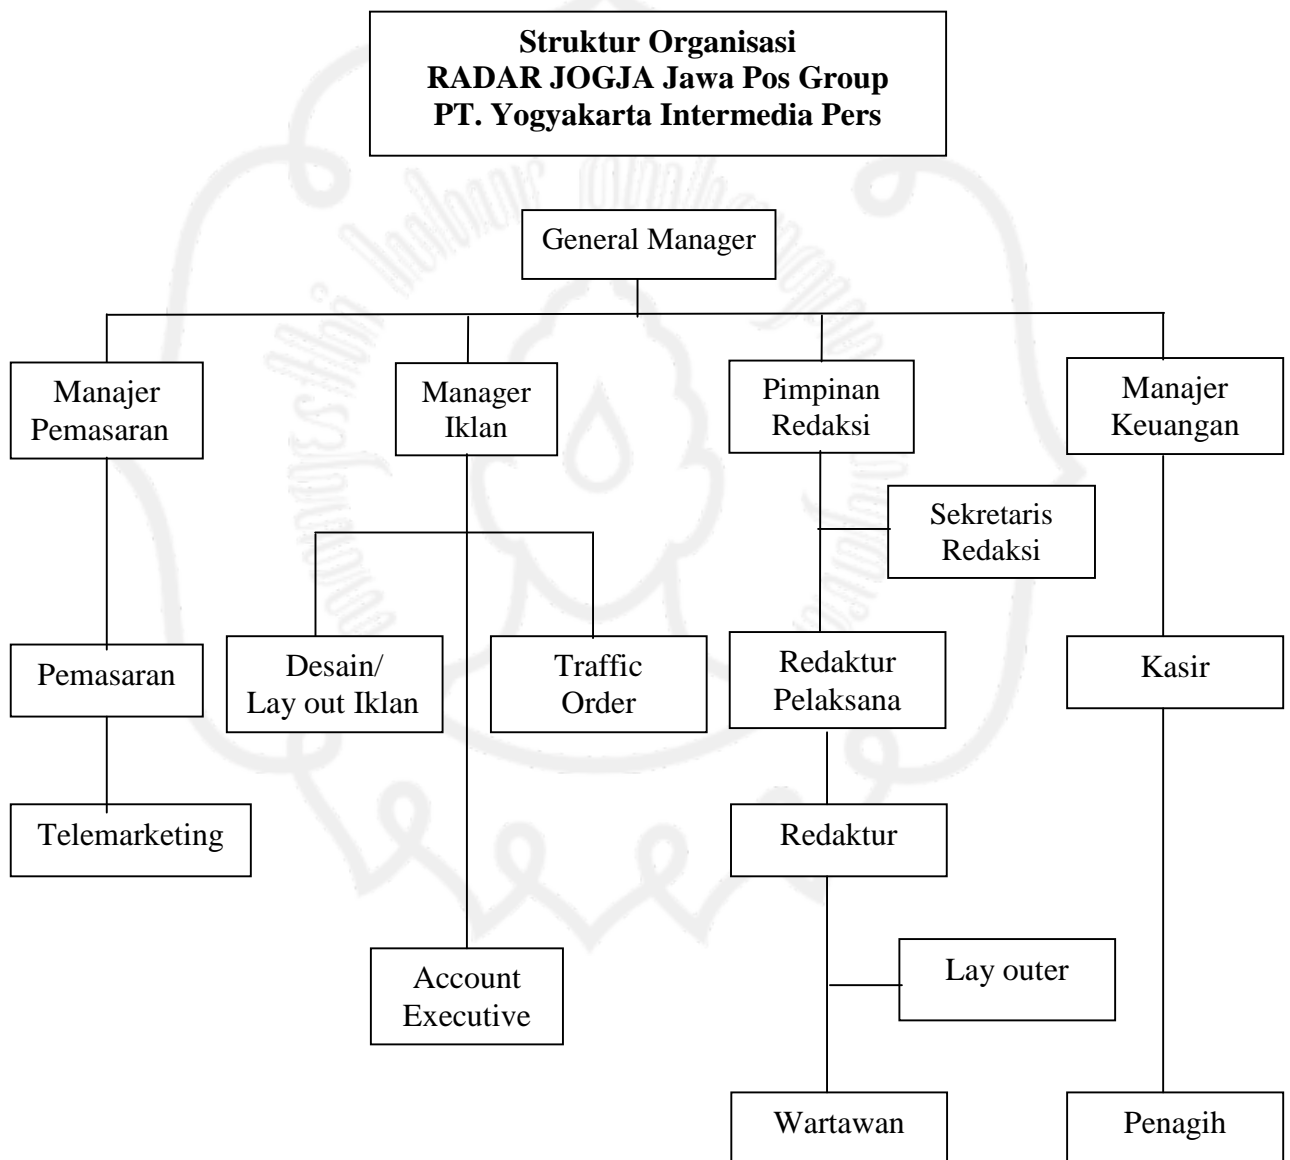 Struktur Organisasi
RADAR JOGJA Jawa Pos Group
PT. Yogyakarta Intermedia Pers
General Manager
Manajer
Pemasaran
Manager
Iklan
Pimpinan
Redaksi
Manajer
Keuangan
Sekretaris
Redaksi
Pemasaran
Desain/
Lay out Iklan
Traffic
Order
Redaktur
Pelaksana
Kasir
Telemarketing
Redaktur
Account
Executive
Lay outer
Wartawan
Penagih